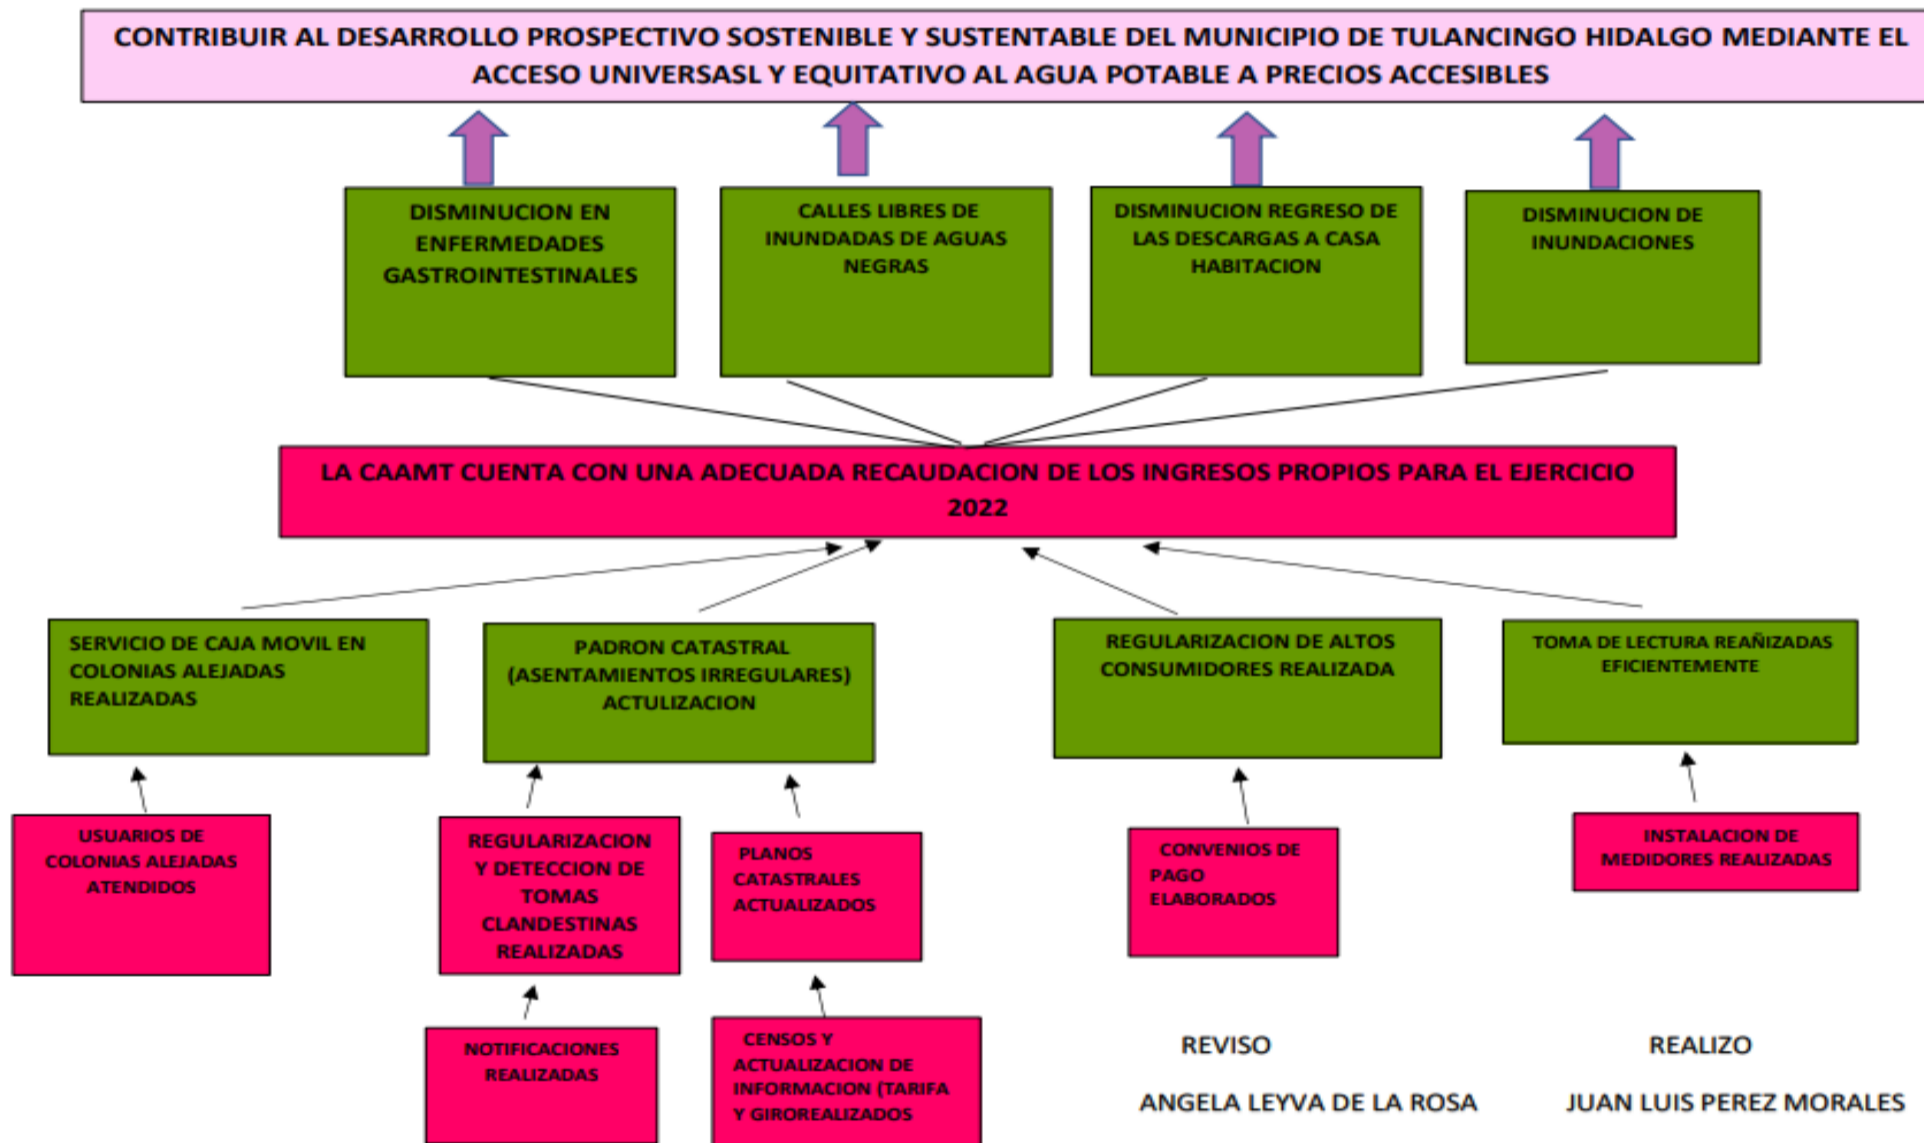 CONTRIBUIR AL DESARROLLO PROSPECTIVO SOSTENIBLE Y SUSTENTABLE DEL MUNICIPIO DE TULANCINGO HIDALGO MEDIANTE EL
ACCESO UNIVERSASL Y EQUITATIVO AL AGUA POTABLE A PRECIOS ACCESIBLES
DISMINUCION EN
ENFERMEDADES
GASTROINTESTINALES
CALLES LIBRES DE
INUNDADAS DE AGUAS
NEGRAS
DISMINUCION REGRESO DE
LAS DESCARGAS A CASA
HABITACION
DISMINUCION DE
INUNDACIONES
LA CAAMT CUENTA CON UNA ADECUADA RECAUDACION DE LOS INGRESOS PROPIOS PARA EL EJERCICIO
2022
SERVICIO DE CAJA MOVIL EN
COLONIAS ALEJADAS
REALIZADAS
PADRON CATASTRAL
(ASENTAMIENTOS IRREGULARES)
ACTULIZACION
REGULARIZACION DE ALTOS
CONSUMIDORES REALIZADA
TOMA DE LECTURA REAÑIZADAS
EFICIENTEMENTE
USUARIOS DE
COLONIAS ALEJADAS
ATENDIDOS
REGULARIZACION
Y DETECCION DE
TOMAS
CLANDESTINAS
REALIZADAS
PLANOS
CATASTRALES
ACTUALIZADOS
CONVENIOS DE
PAGO
ELABORADOS
INSTALACION DE
MEDIDORES REALIZADAS
NOTIFICACIONES
REALIZADAS
CENSOS Y
ACTUALIZACION DE
INFORMACION (TARIFA
Y GIROREALIZADOS
REVISO
ANGELA LEYVA DE LA ROSA
REALIZO
JUAN LUIS PEREZ MORALES